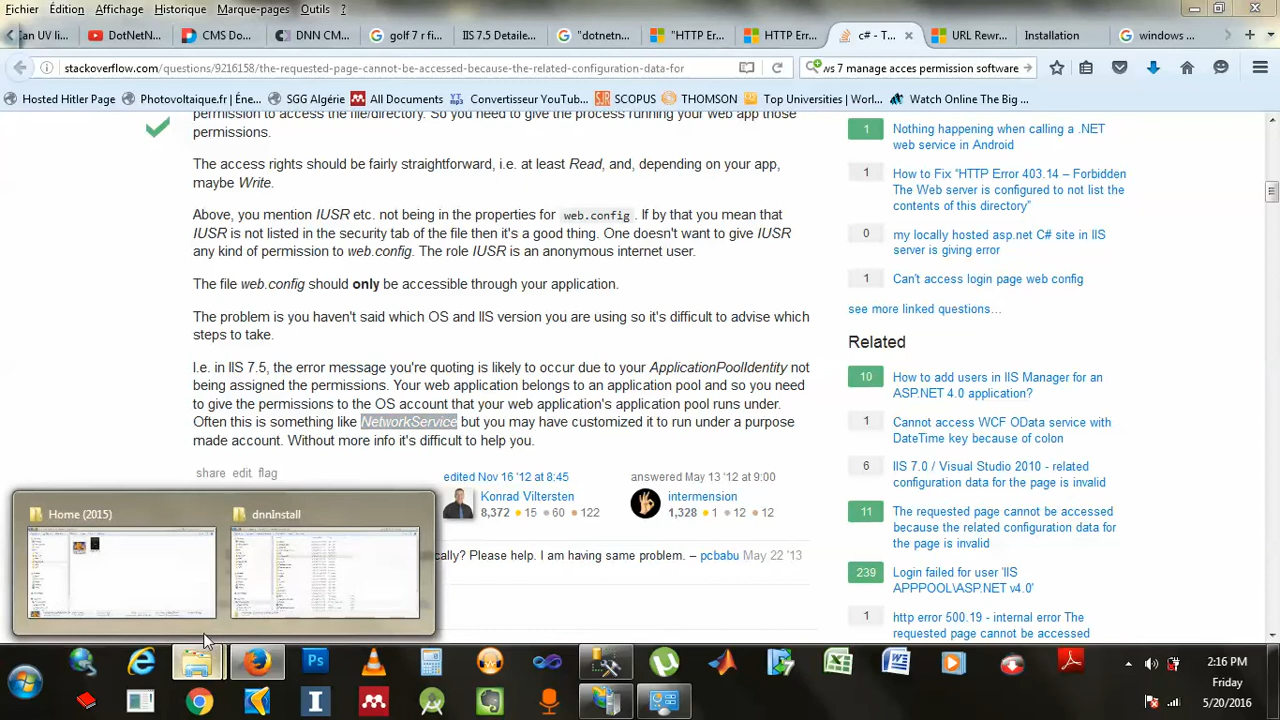 Fichier Édition Affichage Historique Marque-pages Outils ?
an UV li... DotNetN... CMS Do... DNN CM... golf 7 r fi... IIS 7.5 Detaile... "dotnetn... "HTTP Er... HTTP Err... c# - T... URL Rewr... Installation windows ...
stackoverflow.com/questions/9216158/the-requested-page-cannot-be-accessed-because-the-related-configuration-data-for
ws 7 manage acces permission software
Hosted Hitler Page Photovoltaique.fr | Éne... SGG Algérie All Documents Convertisseur YouTub... SCOPUS THOMSON Top Universities | Worl... Watch Online The Big ...
permission to access the file/directory. So you need to give the process running your web app those
permissions.
The access rights should be fairly straightforward, i.e. at least Read, and, depending on your app,
maybe Write.
Above, you mention IUSR etc. not being in the properties for web.config. If by that you mean that
IUSR is not listed in the security tab of the file then it's a good thing. One doesn't want to give IUSR
any kind of permission to web.config. The role IUSR is an anonymous internet user.
The file web.config should only be accessible through your application.
The problem is you haven't said which OS and IIS version you are using so it's difficult to advise which
steps to take.
I.e. in IIS 7.5, the error message you're quoting is likely to occur due to your ApplicationPoolIdentity not
being assigned the permissions. Your web application belongs to an application pool and so you need
to give the permissions to the OS account that your web application's application pool runs under.
Often this is something like NetworkService but you may have customized it to run under a purpose
made account. Without more info it's difficult to help you.
share edit flag
edited Nov 16 '12 at 8:45
Konrad Viltersten
8,372 15 60 122
answered May 13 '12 at 9:00
intermension
1,328 1 12 12
cally? Please help. I am having same problem. – pcbabu May 22 '13
1 Nothing happening when calling a .NET
web service in Android
1 How to Fix "HTTP Error 403.14 – Forbidden
The Web server is configured to not list the
contents of this directory"
0 my locally hosted asp.net C# site in IIS
server is giving error
1 Can't access login page web config
see more linked questions...
Related
10 How to add users in IIS Manager for an
ASP.NET 4.0 application?
1 Cannot access WCF OData service with
DateTime key because of colon
6 IIS 7.0 / Visual Studio 2010 - related
configuration data for the page is invalid
11 The requested page cannot be accessed
because the related configuration data for
the page is invalid
239 Login failed for user 'IIS
APPPOOL\ASP.NET v4.0'
1 http error 500.19 - internal error The
requested page cannot be accessed
Home (2015) dnnInstall
Ps
2:16 PM
Friday
5/20/2016